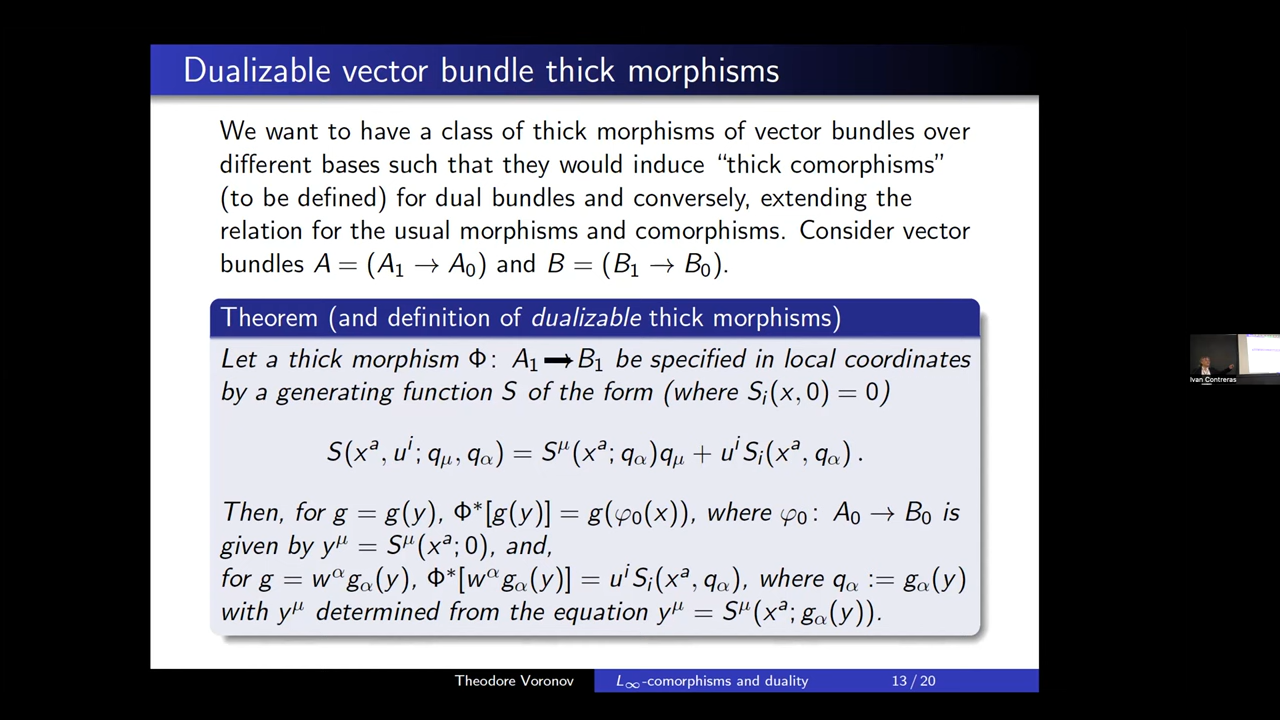 Dualizable vector bundle thick morphisms
We want to have a class of thick morphisms of vector bundles over
different bases such that they would induce “thick comorphisms”
(to be defined) for dual bundles and conversely, extending the
relation for the usual morphisms and comorphisms. Consider vector
bundles A = (A₁ → A₀) and B = (B₁ → B₀).
Theorem (and definition of dualizable thick morphisms)
Let a thick morphism Φ: A₁ ➞ B₁ be specified in local coordinates
by a generating function S of the form (where Sᵢ(x, 0) = 0)
S(xᵃ, uⁱ; q_μ, q_α) = S^μ(xᵃ; q_α)q_μ + uⁱSᵢ(xᵃ, q_α) .
Then, for g = g(y), Φ*[g(y)] = g(φ₀(x)), where φ₀: A₀ → B₀ is
given by y^μ = S^μ(xᵃ; 0), and,
for g = w^αg_α(y), Φ*[w^αg_α(y)] = uⁱSᵢ(xᵃ, q_α), where q_α := g_α(y)
with y^μ determined from the equation y^μ = S^μ(xᵃ; g_α(y)).
Theodore Voronov L∞-comorphisms and duality 13 / 20
Ivan Contreras